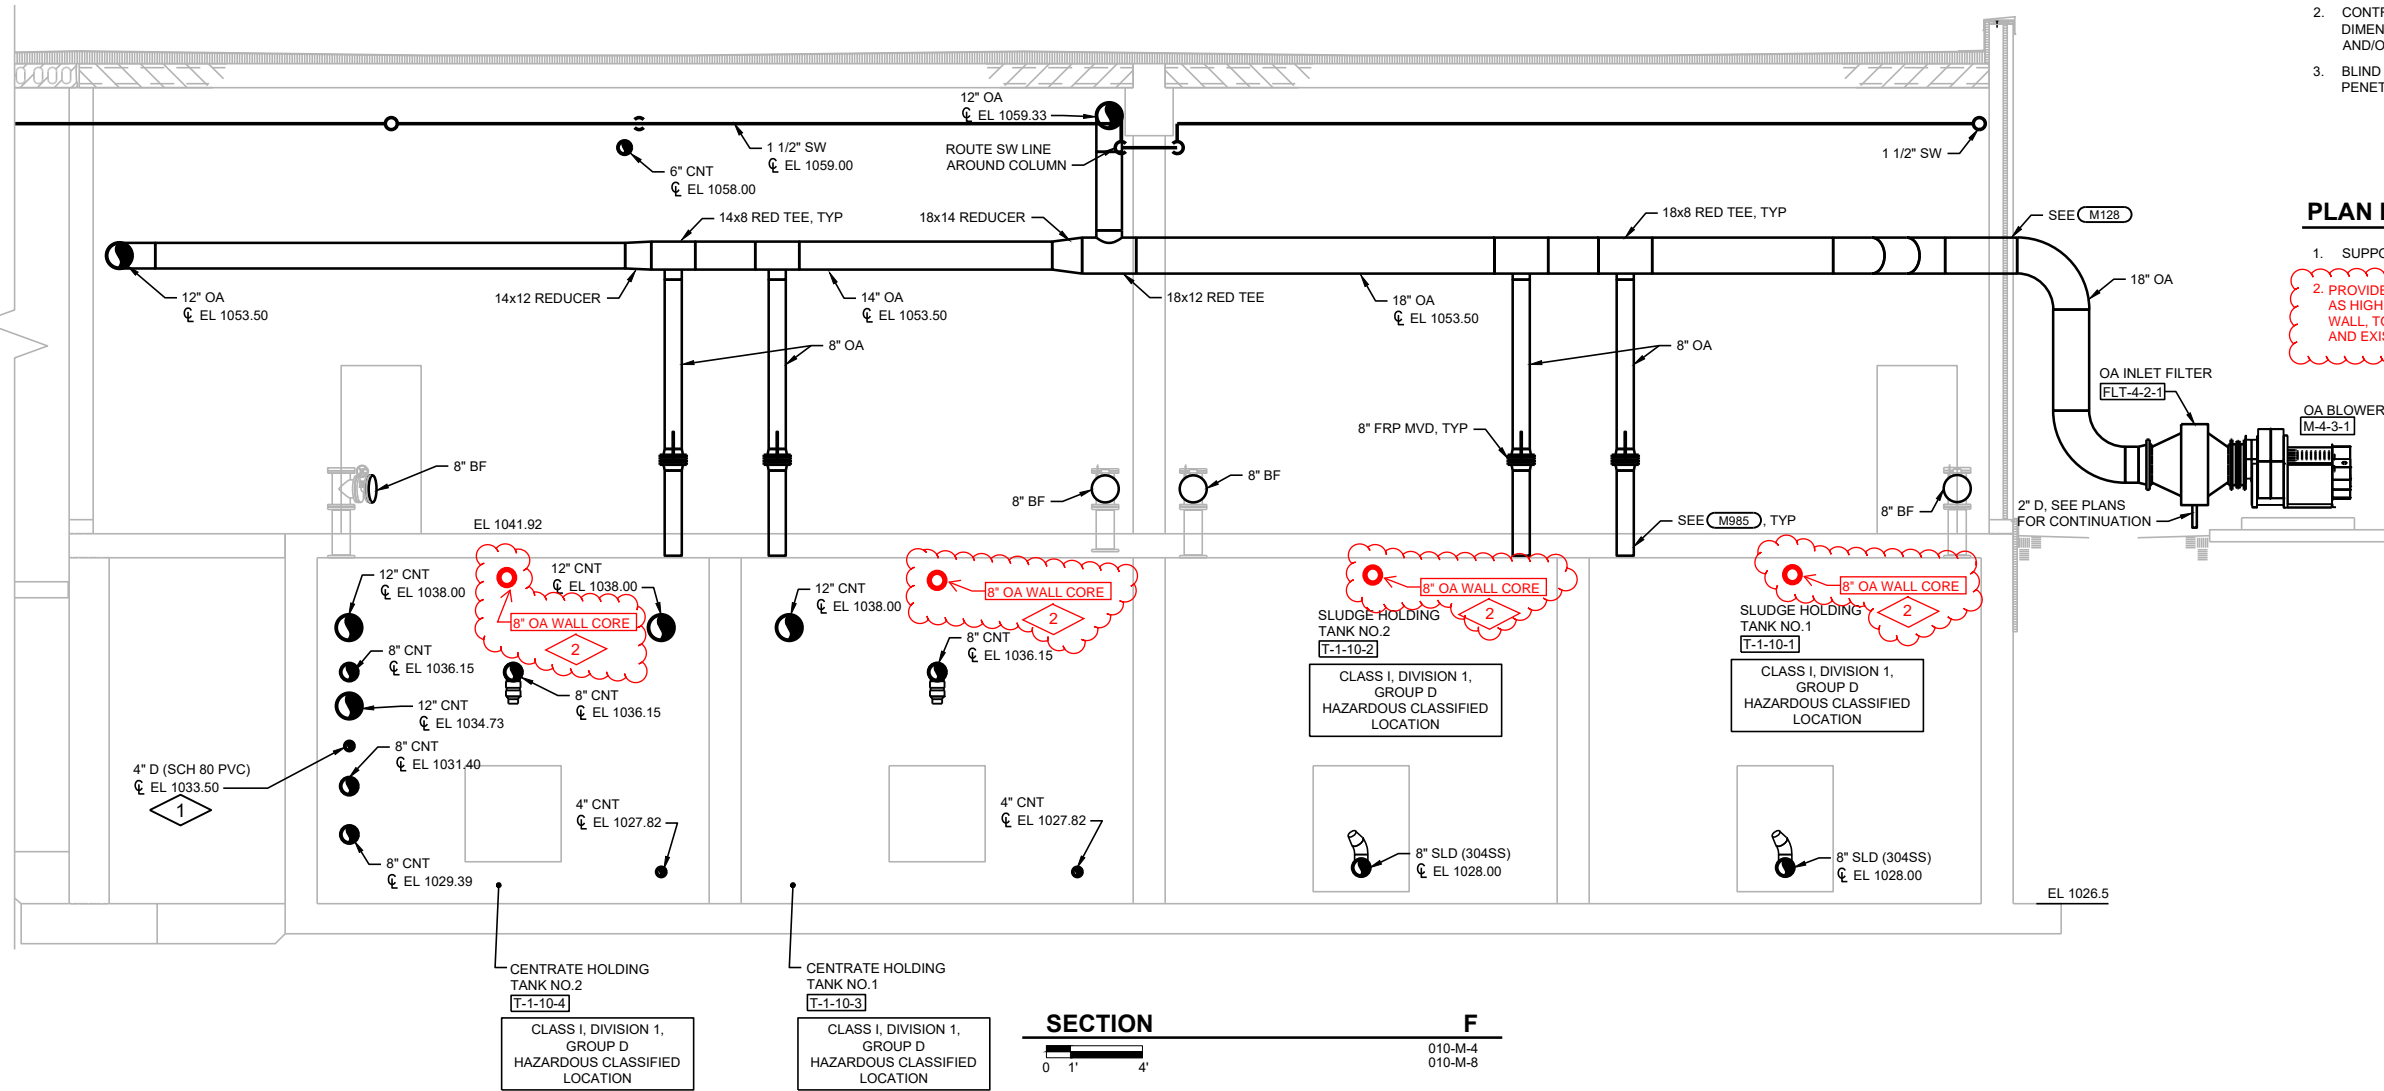 2. CONTR
DIMEN
AND/O
3. BLIND
PENET
12" OA
℄ EL 1059.33
1 1/2" SW
℄ EL 1059.00
6" CNT
℄ EL 1058.00
ROUTE SW LINE
AROUND COLUMN
1 1/2" SW
14x8 RED TEE, TYP
18x14 REDUCER
18x8 RED TEE, TYP
SEE M128
PLAN
1. SUPPO
2. PROVIDE
AS HIGH
WALL, TO
AND EXIS
12" OA
℄ EL 1053.50
14x12 REDUCER
14" OA
℄ EL 1053.50
18x12 RED TEE
18" OA
℄ EL 1053.50
18" OA
8" OA
8" OA
OA INLET FILTER
FLT-4-2-1
OA BLOWER
M-4-3-1
8" FRP MVD, TYP
8" BF
8" BF
8" BF
8" BF
2" D, SEE PLANS
FOR CONTINUATION
EL 1041.92
SEE M985, TYP
12" CNT
℄ EL 1038.00
12" CNT
℄ EL 1038.00
8" OA WALL CORE
2
12" CNT
℄ EL 1038.00
8" OA WALL CORE
2
8" OA WALL CORE
2
8" OA WALL CORE
2
SLUDGE HOLDING
TANK NO.2
T-1-10-2
SLUDGE HOLDING
TANK NO.1
T-1-10-1
8" CNT
℄ EL 1036.15
8" CNT
℄ EL 1036.15
8" CNT
℄ EL 1036.15
CLASS I, DIVISION 1,
GROUP D
HAZARDOUS CLASSIFIED
LOCATION
CLASS I, DIVISION 1,
GROUP D
HAZARDOUS CLASSIFIED
LOCATION
12" CNT
℄ EL 1034.73
8" CNT
℄ EL 1031.40
4" D (SCH 80 PVC)
℄ EL 1033.50
1
4" CNT
℄ EL 1027.82
4" CNT
℄ EL 1027.82
8" CNT
℄ EL 1029.39
8" SLD (304SS)
℄ EL 1028.00
8" SLD (304SS)
℄ EL 1028.00
EL 1026.5
CENTRATE HOLDING
TANK NO.2
T-1-10-4
CLASS I, DIVISION 1,
GROUP D
HAZARDOUS CLASSIFIED
LOCATION
CENTRATE HOLDING
TANK NO.1
T-1-10-3
CLASS I, DIVISION 1,
GROUP D
HAZARDOUS CLASSIFIED
LOCATION
SECTION F
010-M-4
010-M-8
0 1' 4'